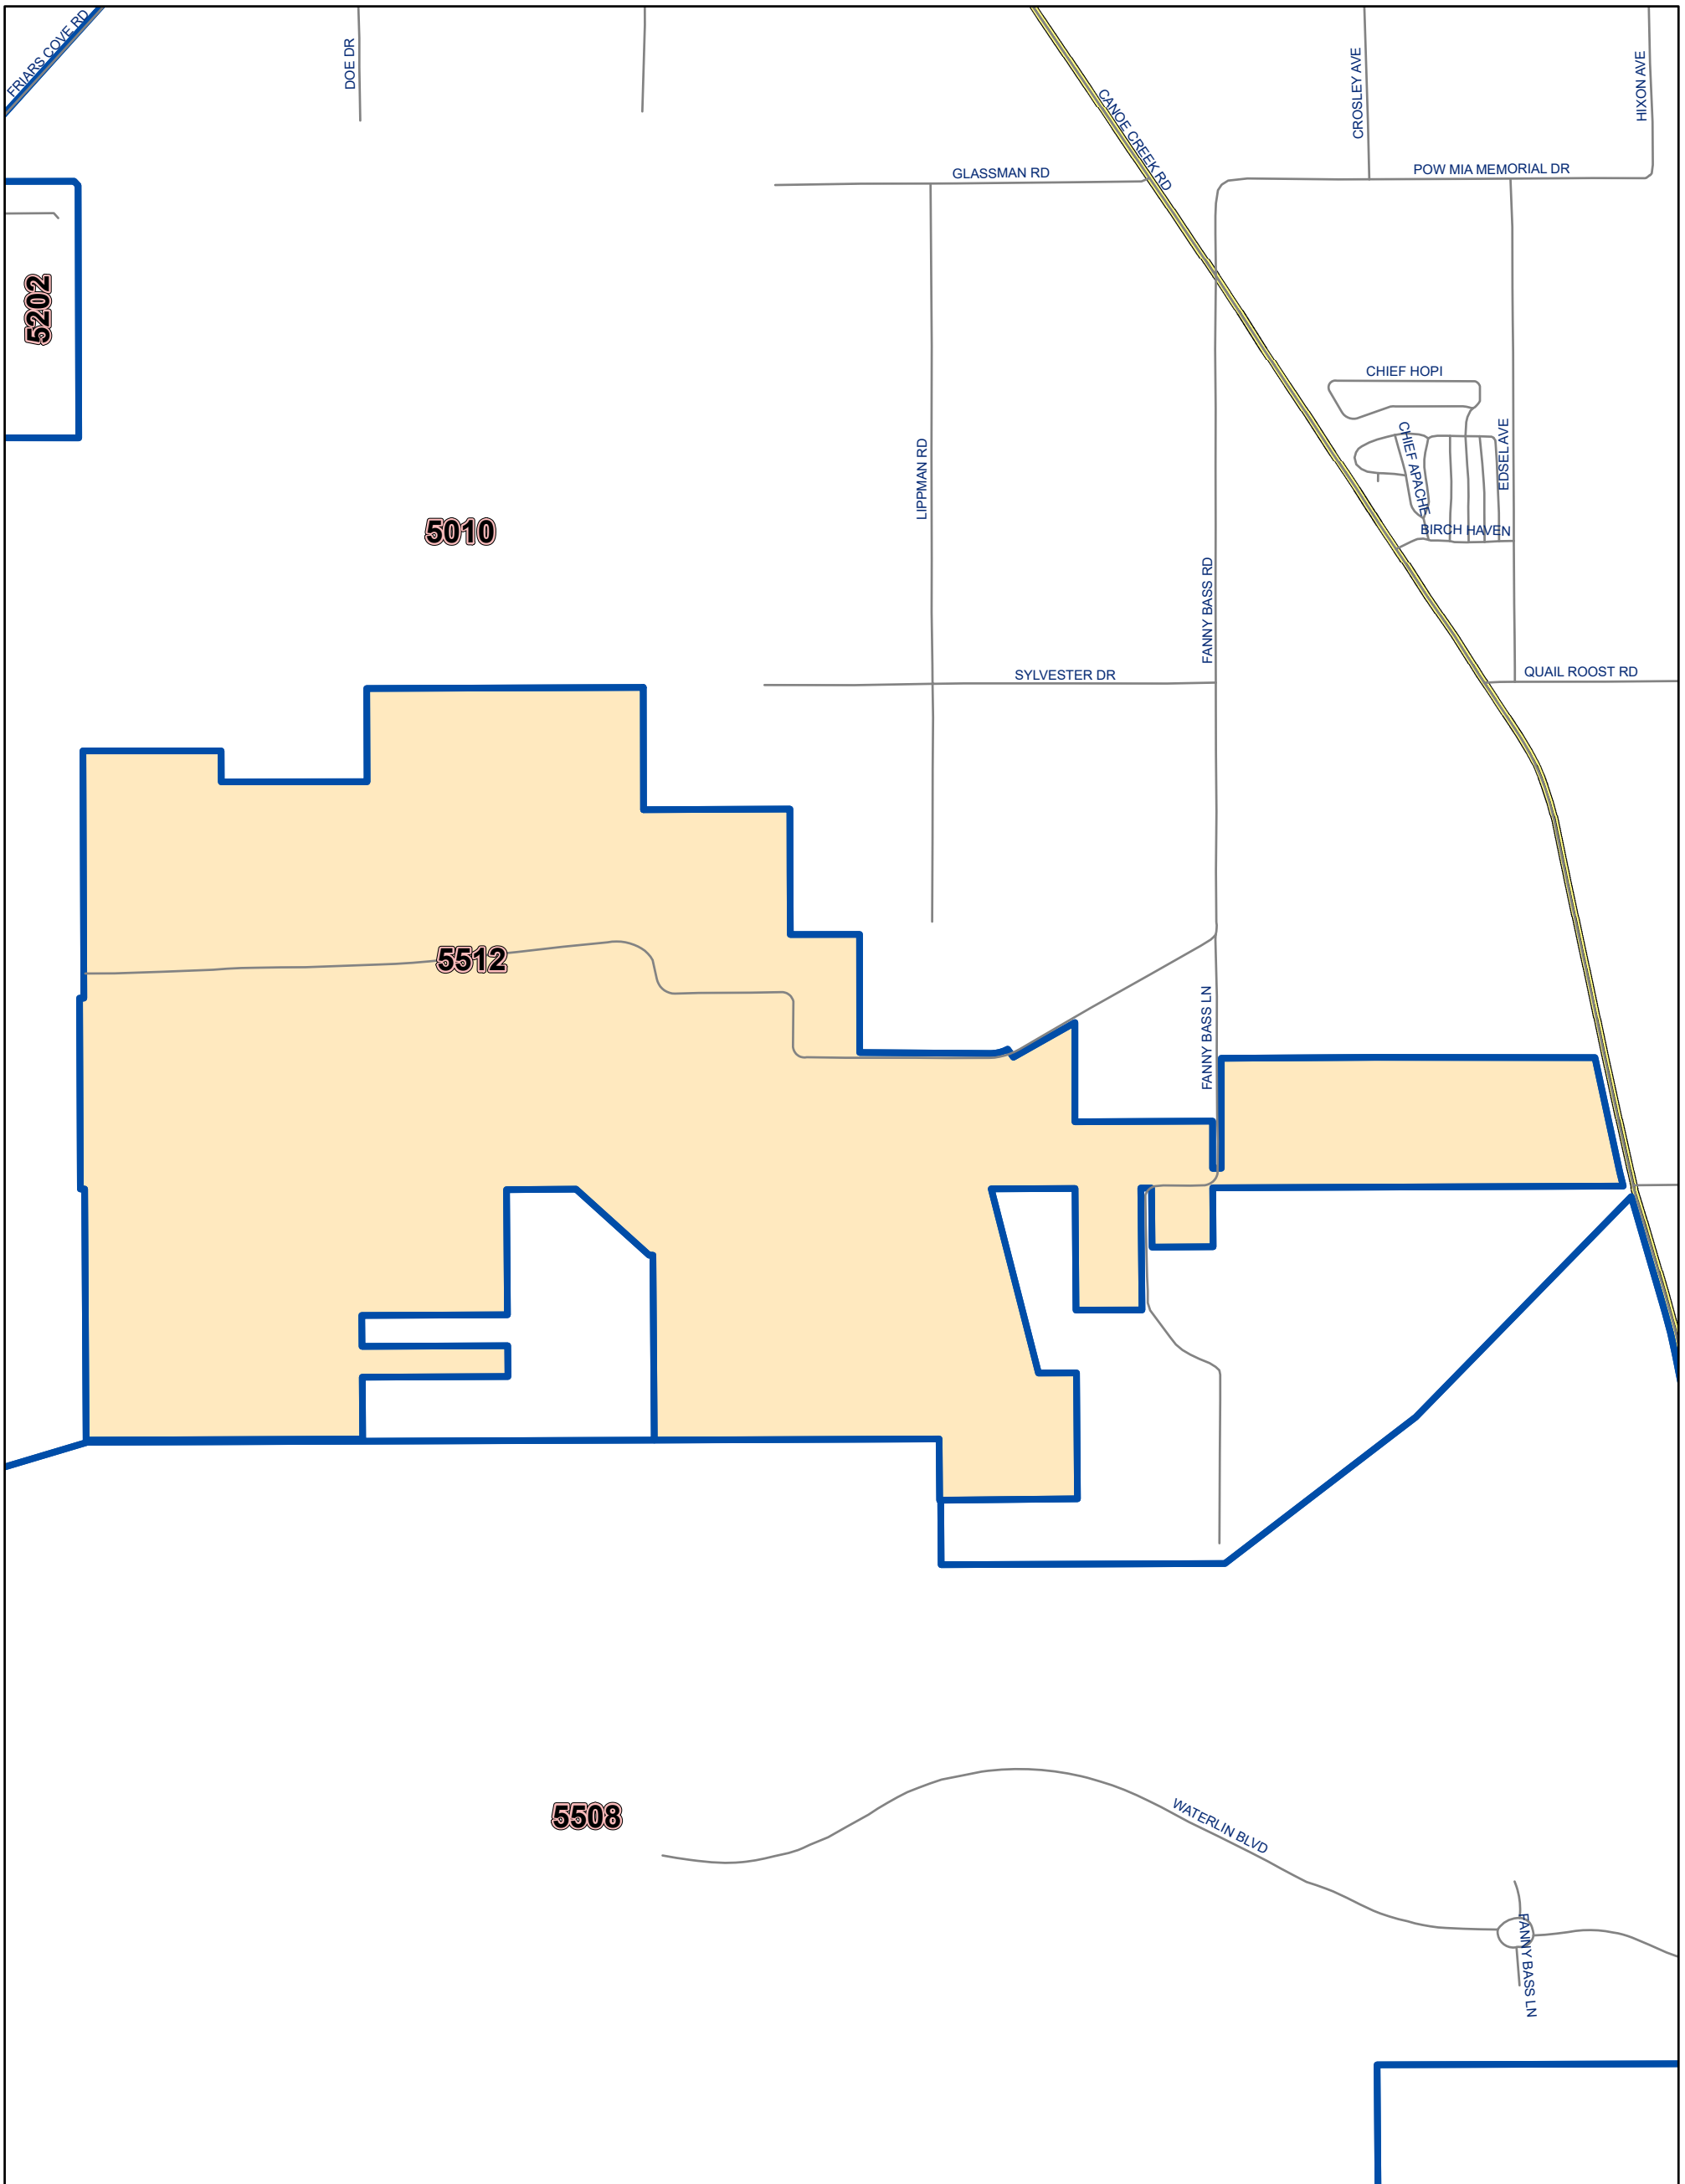 FRIARS COVE RD
DOE DR
CANOE CREEK RD
CROSLEY AVE
HIXON AVE
GLASSMAN RD
POW MIA MEMORIAL DR
5202
CHIEF HOPI
LIPPMAN RD
CHIEF APACHE
EDSEL AVE
5010
BIRCH HAVEN
FANNY BASS RD
SYLVESTER DR
QUAIL ROOST RD
5512
FANNY BASS LN
5508
WATERLIN BLVD
FANNY BASS LN